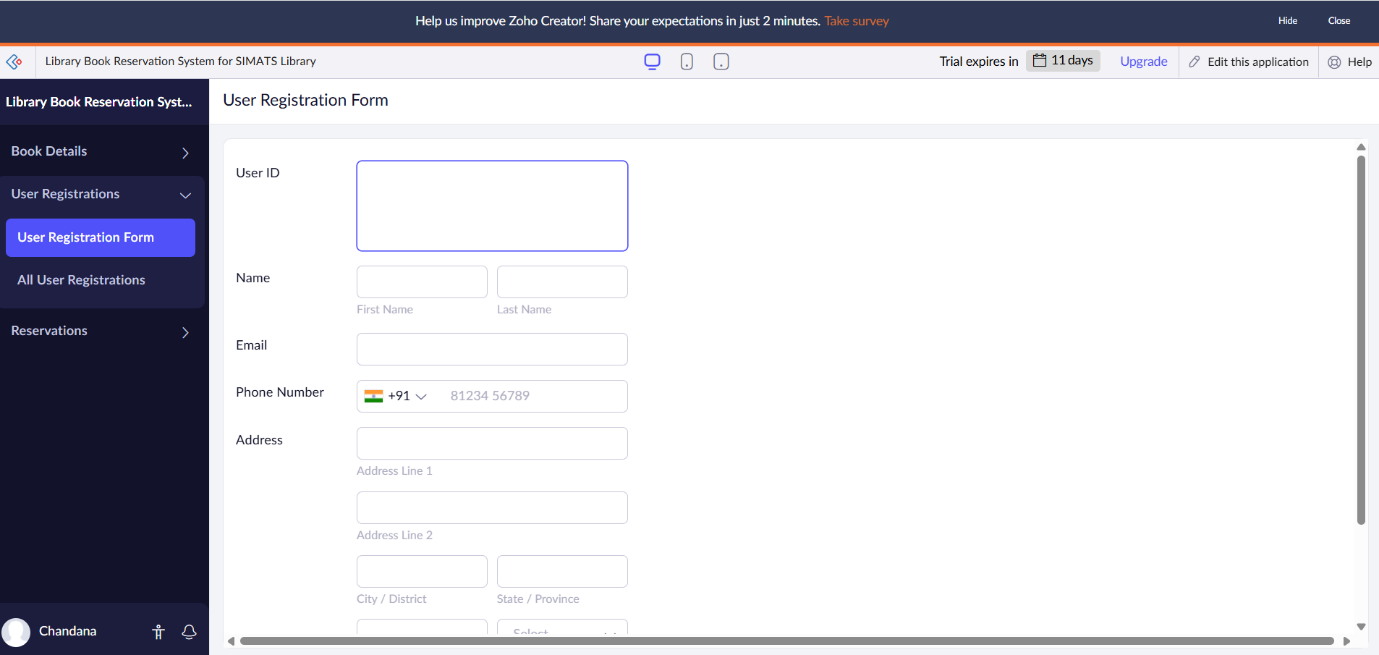 Help us improve Zoho Creator! Share your expectations in just 2 minutes. Take survey
Hide
Close
Library Book Reservation System for SIMATS Library
Trial expires in
11 days
Upgrade
Edit this application
Help
Library Book Reservation Syst...
User Registration Form
Book Details
User Registrations
User Registration Form
All User Registrations
Reservations
Chandana
User ID
Name
First Name
Last Name
Email
Phone Number
+91
81234 56789
Address
Address Line 1
Address Line 2
City / District
State / Province
Select